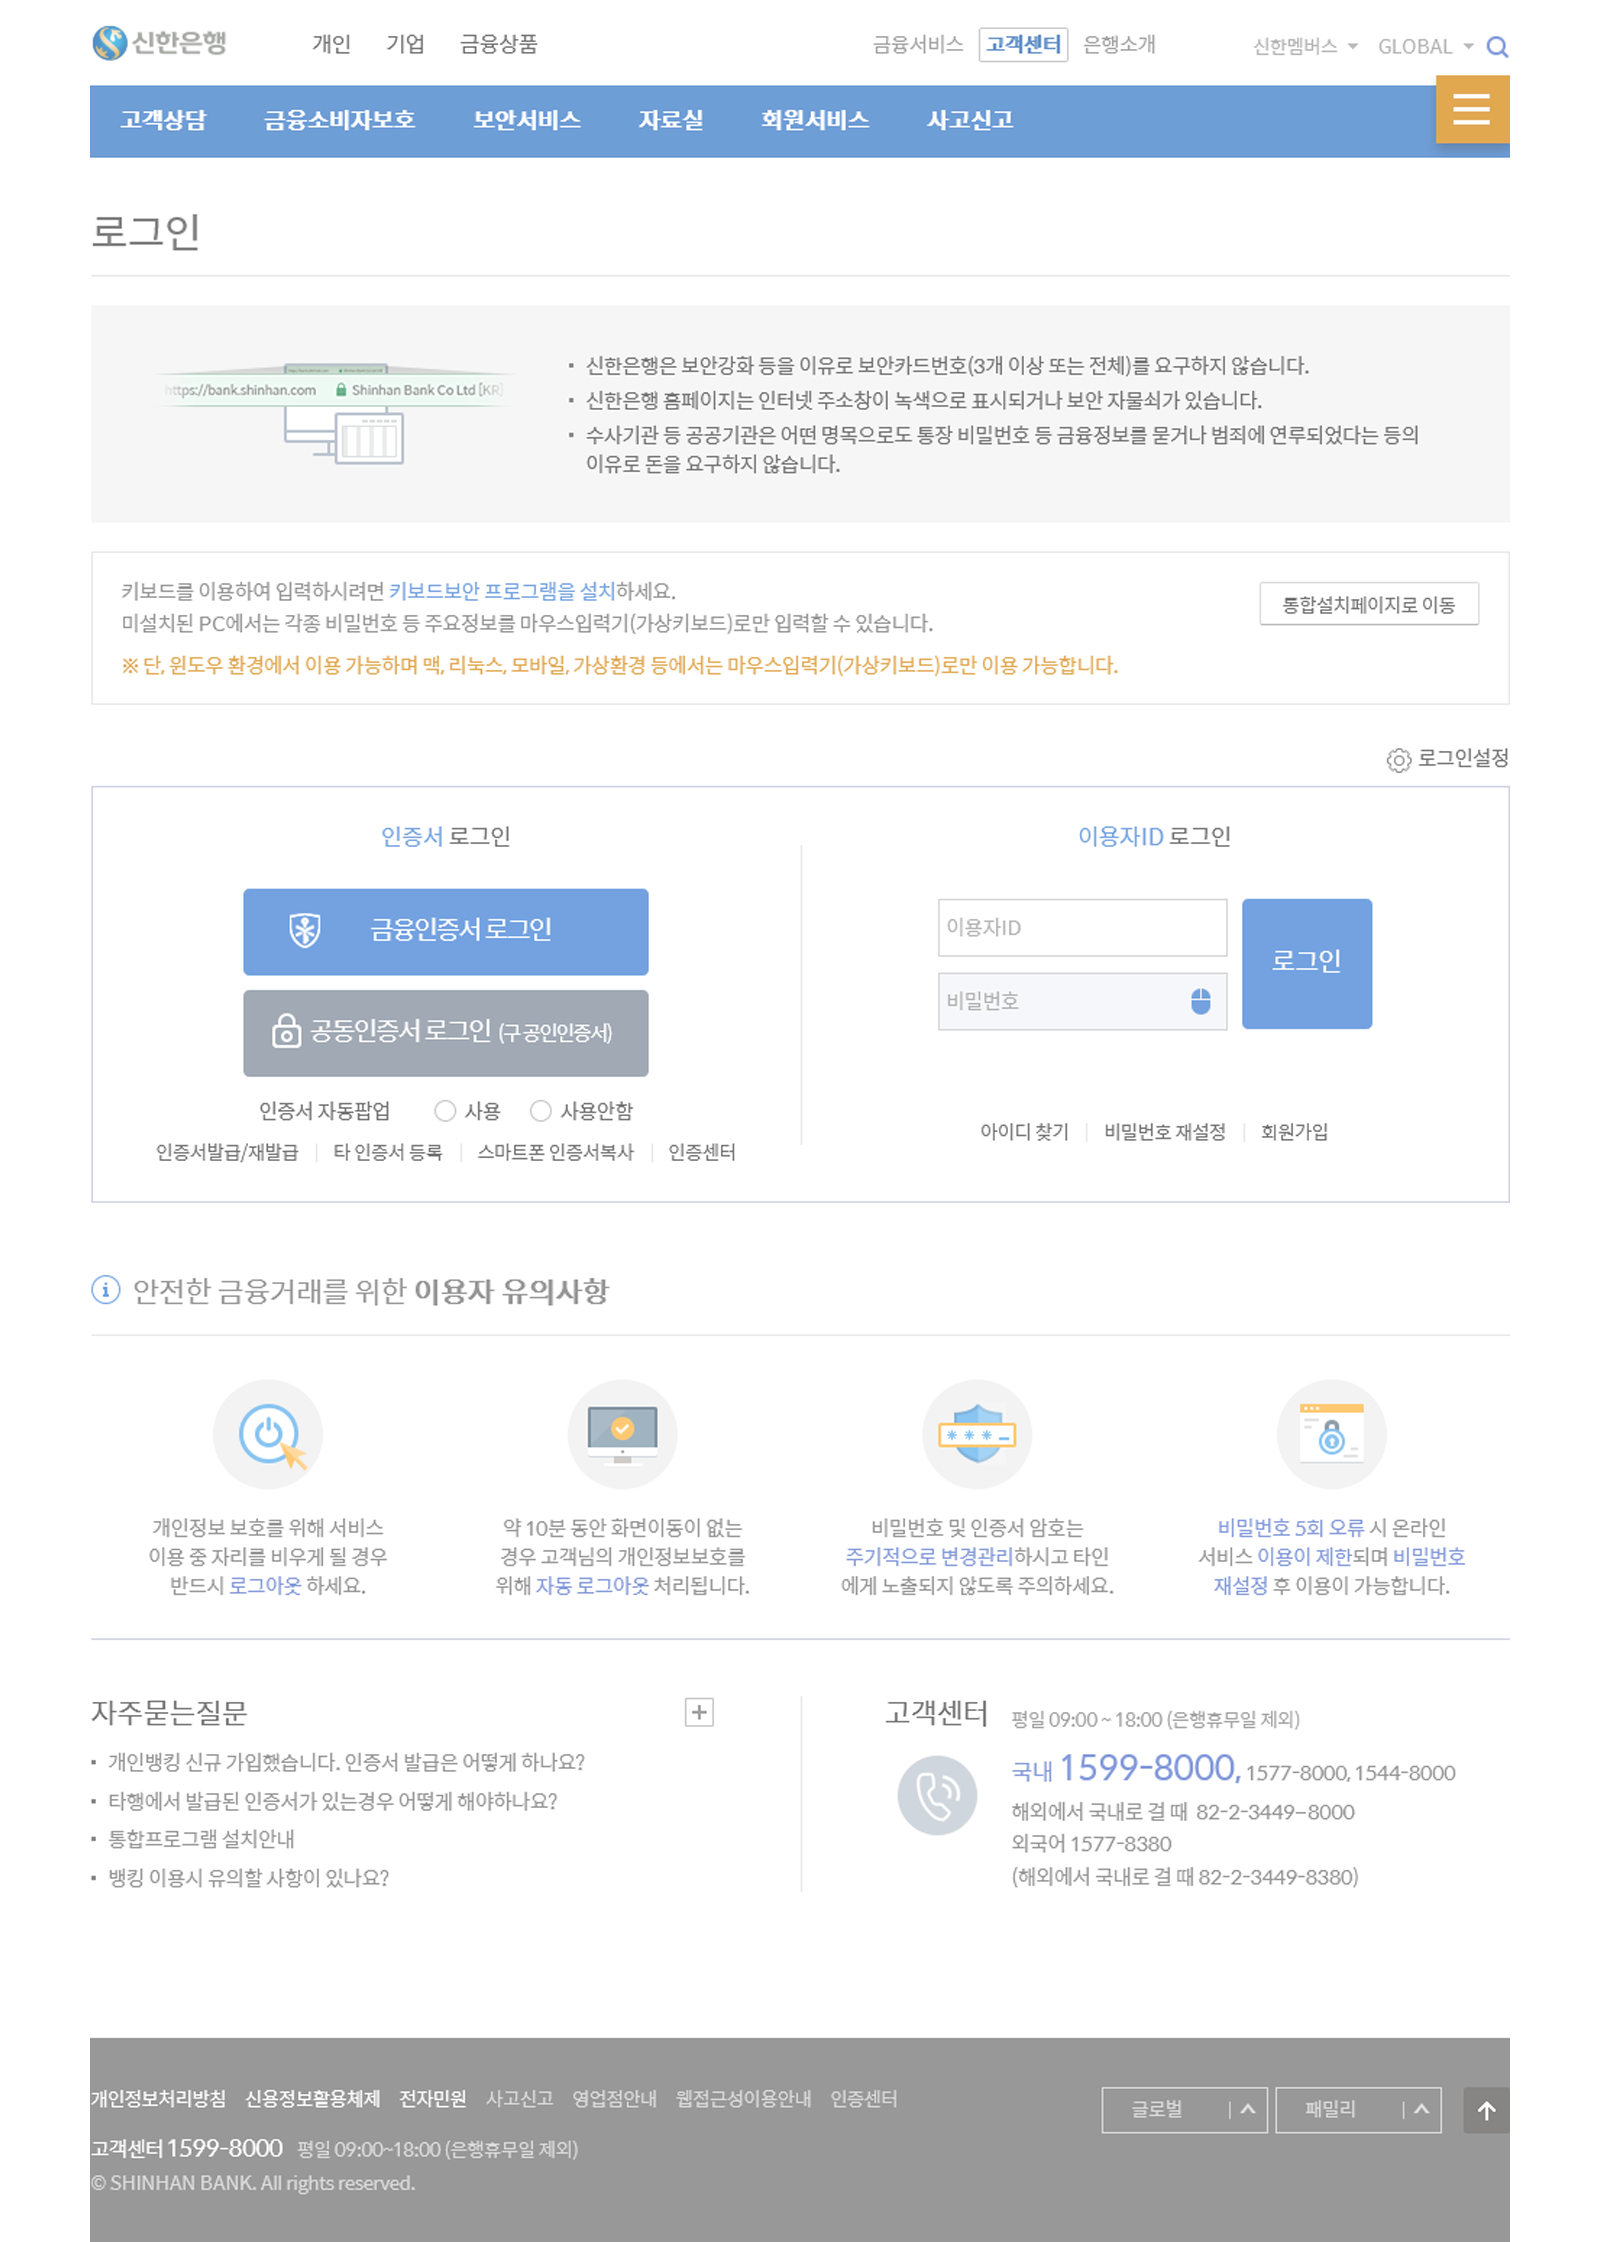 신한은행 개인 기업 금융상품 금융서비스 고객센터 은행소개 신한멤버스 GLOBAL
고객상담 금융소비자보호 보안서비스 자료실 회원서비스 사고신고
로그인
https://bank.shinhan.com Shinhan Bank Co Ltd [KR]
· 신한은행은 보안강화 등을 이유로 보안카드번호(3개 이상 또는 전체)를 요구하지 않습니다.
· 신한은행 홈페이지는 인터넷 주소창이 녹색으로 표시되거나 보안 자물쇠가 있습니다.
· 수사기관 등 공공기관은 어떤 명목으로도 통장 비밀번호 등 금융정보를 묻거나 범죄에 연루되었다는 등의
이유로 돈을 요구하지 않습니다.
키보드를 이용하여 입력하시려면 키보드보안 프로그램을 설치하세요.
미설치된 PC에서는 각종 비밀번호 등 주요정보를 마우스입력기(가상키보드)로만 입력할 수 있습니다.
※ 단, 윈도우 환경에서 이용 가능하며 맥, 리눅스, 모바일, 가상환경 등에서는 마우스입력기(가상키보드)로만 이용 가능합니다.
통합설치페이지로 이동
로그인설정
인증서 로그인
금융인증서 로그인
공동인증서 로그인 (구 공인인증서)
인증서 자동팝업 사용 사용안함
인증서발급/재발급 타 인증서 등록 스마트폰 인증서복사 인증센터
이용자ID 로그인
이용자ID
비밀번호
로그인
아이디 찾기 비밀번호 재설정 회원가입
안전한 금융거래를 위한 이용자 유의사항
개인정보 보호를 위해 서비스
이용 중 자리를 비우게 될 경우
반드시 로그아웃 하세요.
약 10분 동안 화면이동이 없는
경우 고객님의 개인정보보호를
위해 자동 로그아웃 처리됩니다.
비밀번호 및 인증서 암호는
주기적으로 변경관리하시고 타인
에게 노출되지 않도록 주의하세요.
비밀번호 5회 오류 시 온라인
서비스 이용이 제한되며 비밀번호
재설정 후 이용이 가능합니다.
자주묻는질문
· 개인뱅킹 신규 가입했습니다. 인증서 발급은 어떻게 하나요?
· 타행에서 발급된 인증서가 있는경우 어떻게 해야하나요?
· 통합프로그램 설치안내
· 뱅킹 이용시 유의할 사항이 있나요?
고객센터 평일 09:00 ~ 18:00 (은행휴무일 제외)
국내 1599-8000, 1577-8000, 1544-8000
해외에서 국내로 걸 때 82-2-3449–8000
외국어 1577-8380
(해외에서 국내로 걸 때 82-2-3449-8380)
개인정보처리방침 신용정보활용체제 전자민원 사고신고 영업점안내 웹접근성이용안내 인증센터
글로벌 패밀리
고객센터 1599-8000 평일 09:00~18:00 (은행휴무일 제외)
© SHINHAN BANK. All rights reserved.